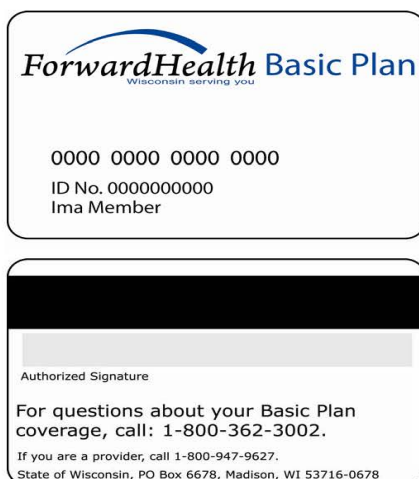 ForwardHealth Basic Plan
Wisconsin serving you
0000 0000 0000 0000
ID No. 0000000000
Ima Member
Authorized Signature
For questions about your Basic Plan
coverage, call: 1-800-362-3002.
If you are a provider, call 1-800-947-9627.
State of Wisconsin, PO Box 6678, Madison, WI 53716-0678